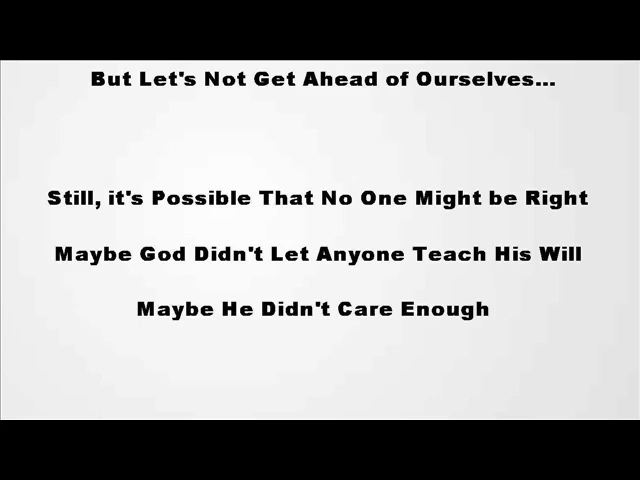 But Let's Not Get Ahead of Ourselves...
Still, it's Possible That No One Might be Right
Maybe God Didn't Let Anyone Teach His Will
Maybe He Didn't Care Enough